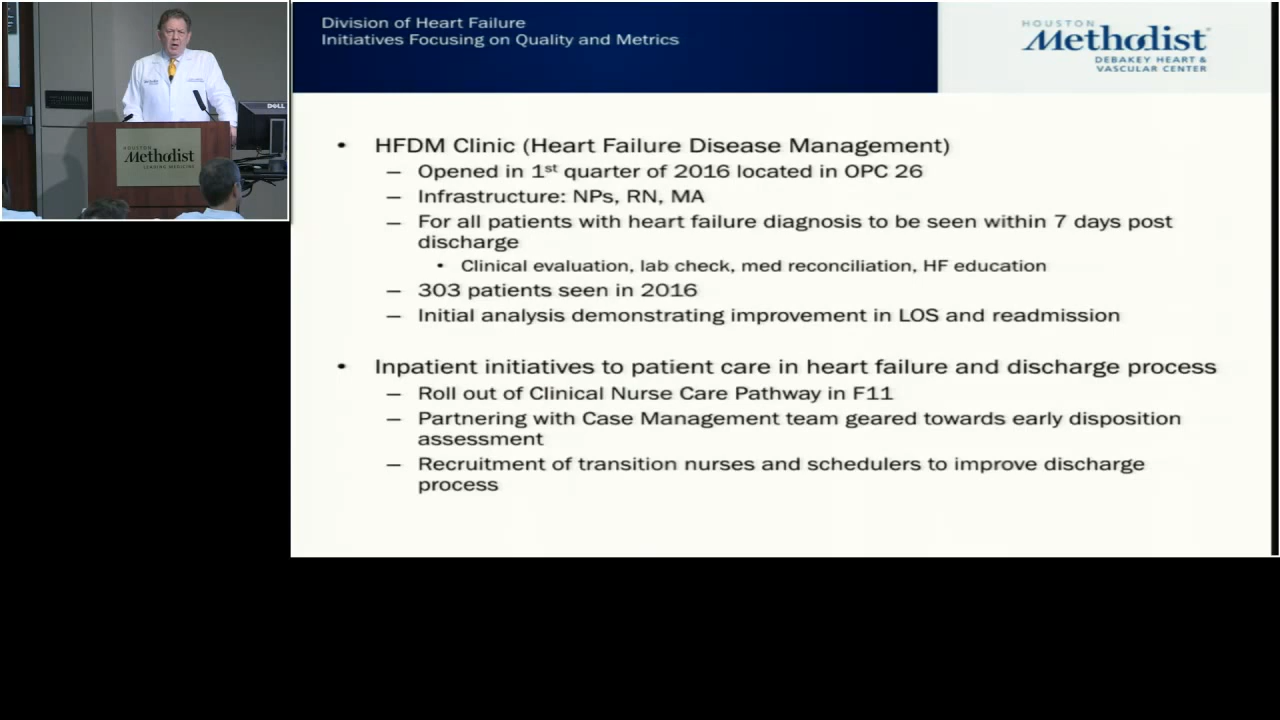 Division of Heart Failure
Initiatives Focusing on Quality and Metrics
HOUSTON
Methodist
DEBAKEY HEART &
VASCULAR CENTER
DELL
HOUSTON
Methodist
LEADING MEDICINE
• HFDM Clinic (Heart Failure Disease Management)
– Opened in 1st quarter of 2016 located in OPC 26
– Infrastructure: NPs, RN, MA
– For all patients with heart failure diagnosis to be seen within 7 days post
discharge
• Clinical evaluation, lab check, med reconciliation, HF education
– 303 patients seen in 2016
– Initial analysis demonstrating improvement in LOS and readmission
• Inpatient initiatives to patient care in heart failure and discharge process
– Roll out of Clinical Nurse Care Pathway in F11
– Partnering with Case Management team geared towards early disposition
assessment
– Recruitment of transition nurses and schedulers to improve discharge
process